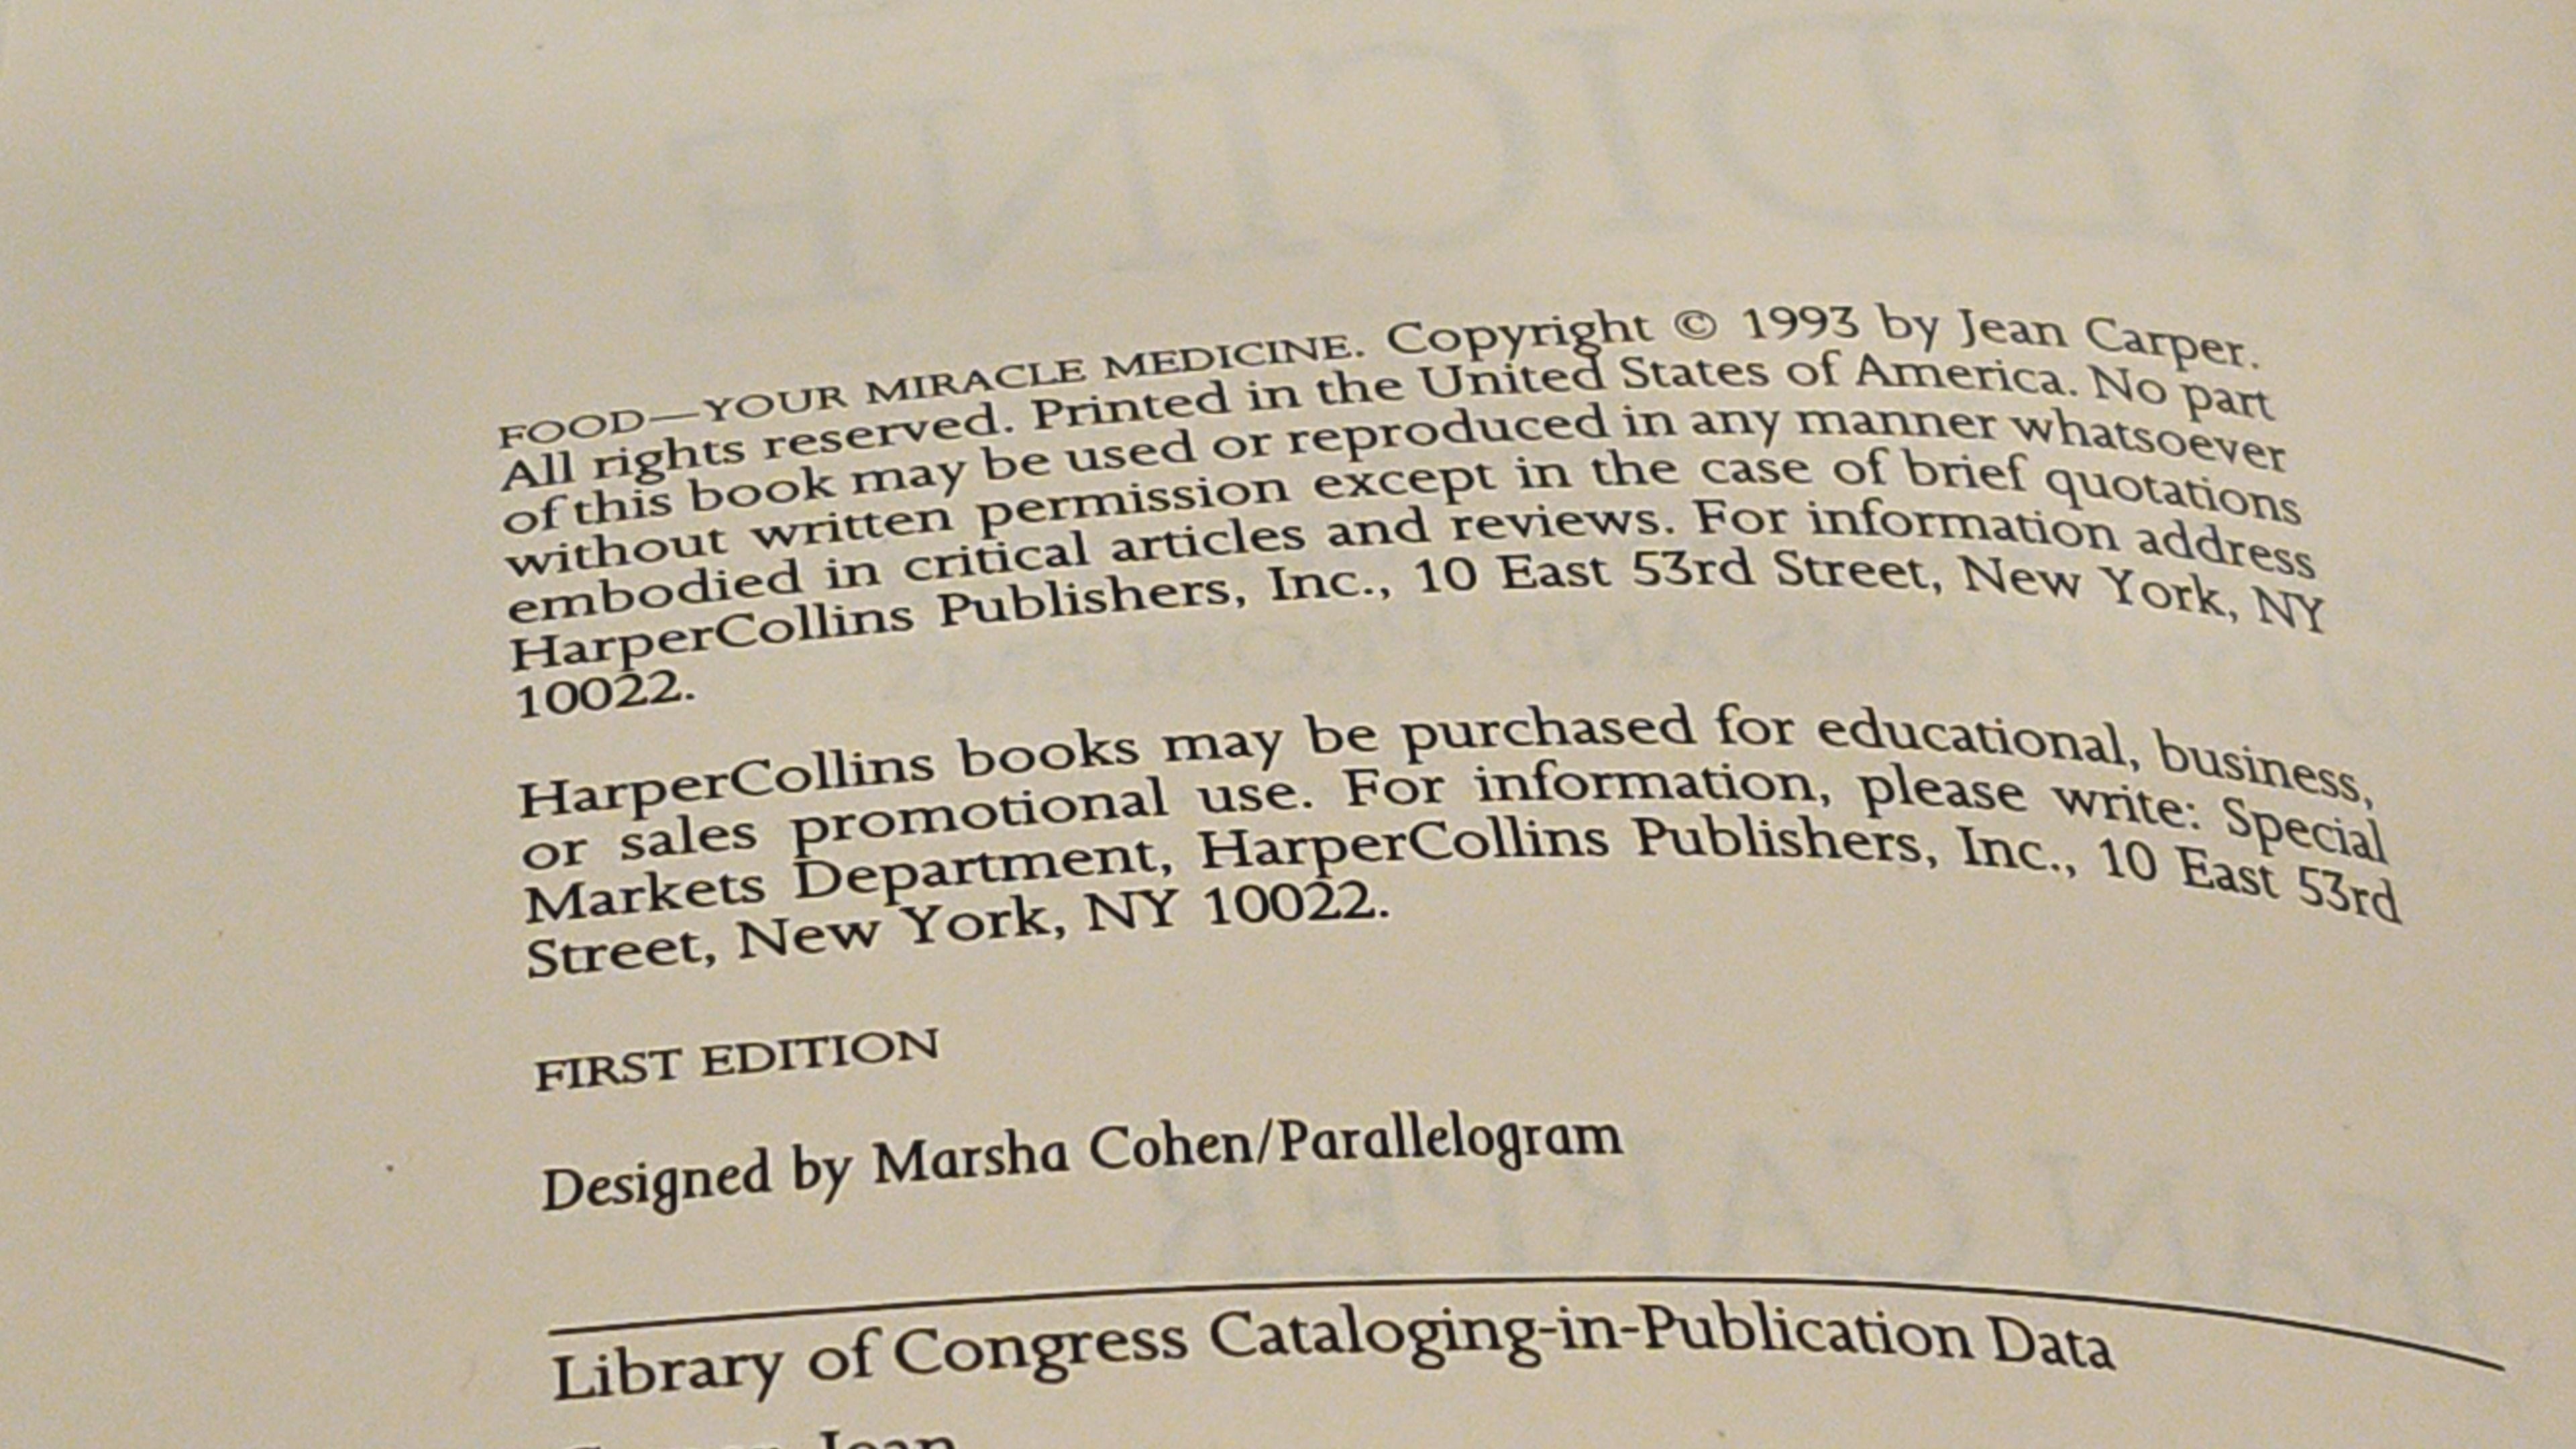 FOOD—YOUR MIRACLE MEDICINE. Copyright © 1993 by Jean Carper.
All rights reserved. Printed in the United States of America. No part
of this book may be used or reproduced in any manner whatsoever
without written permission except in the case of brief quotations
embodied in critical articles and reviews. For information address
HarperCollins Publishers, Inc., 10 East 53rd Street, New York, NY
10022.
HarperCollins books may be purchased for educational, business,
or sales promotional use. For information, please write: Special
Markets Department, HarperCollins Publishers, Inc., 10 East 53rd
Street, New York, NY 10022.
FIRST EDITION
Designed by Marsha Cohen/Parallelogram
Library of Congress Cataloging-in-Publication Data